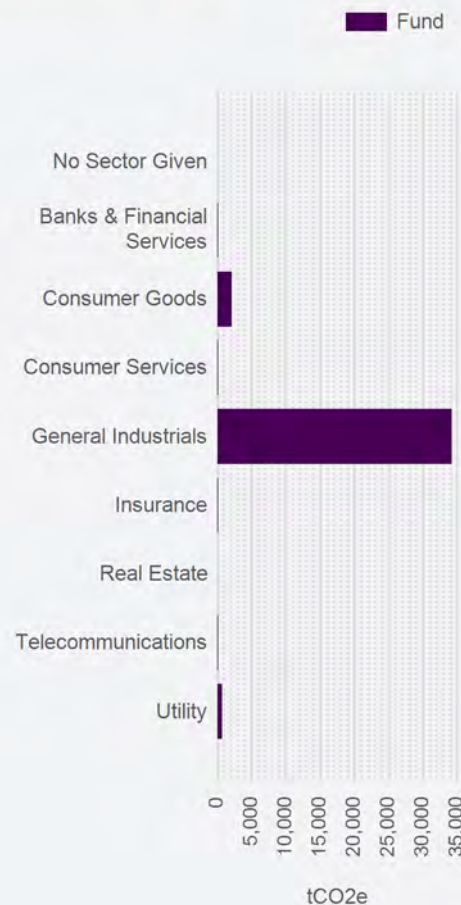 Fund
No Sector Given
Banks & Financial
Services
Consumer Goods
Consumer Services
General Industrials
Insurance
Real Estate
Telecommunications
Utility
0
5,000
10,000
15,000
20,000
25,000
30,000
35,000
tCO2e